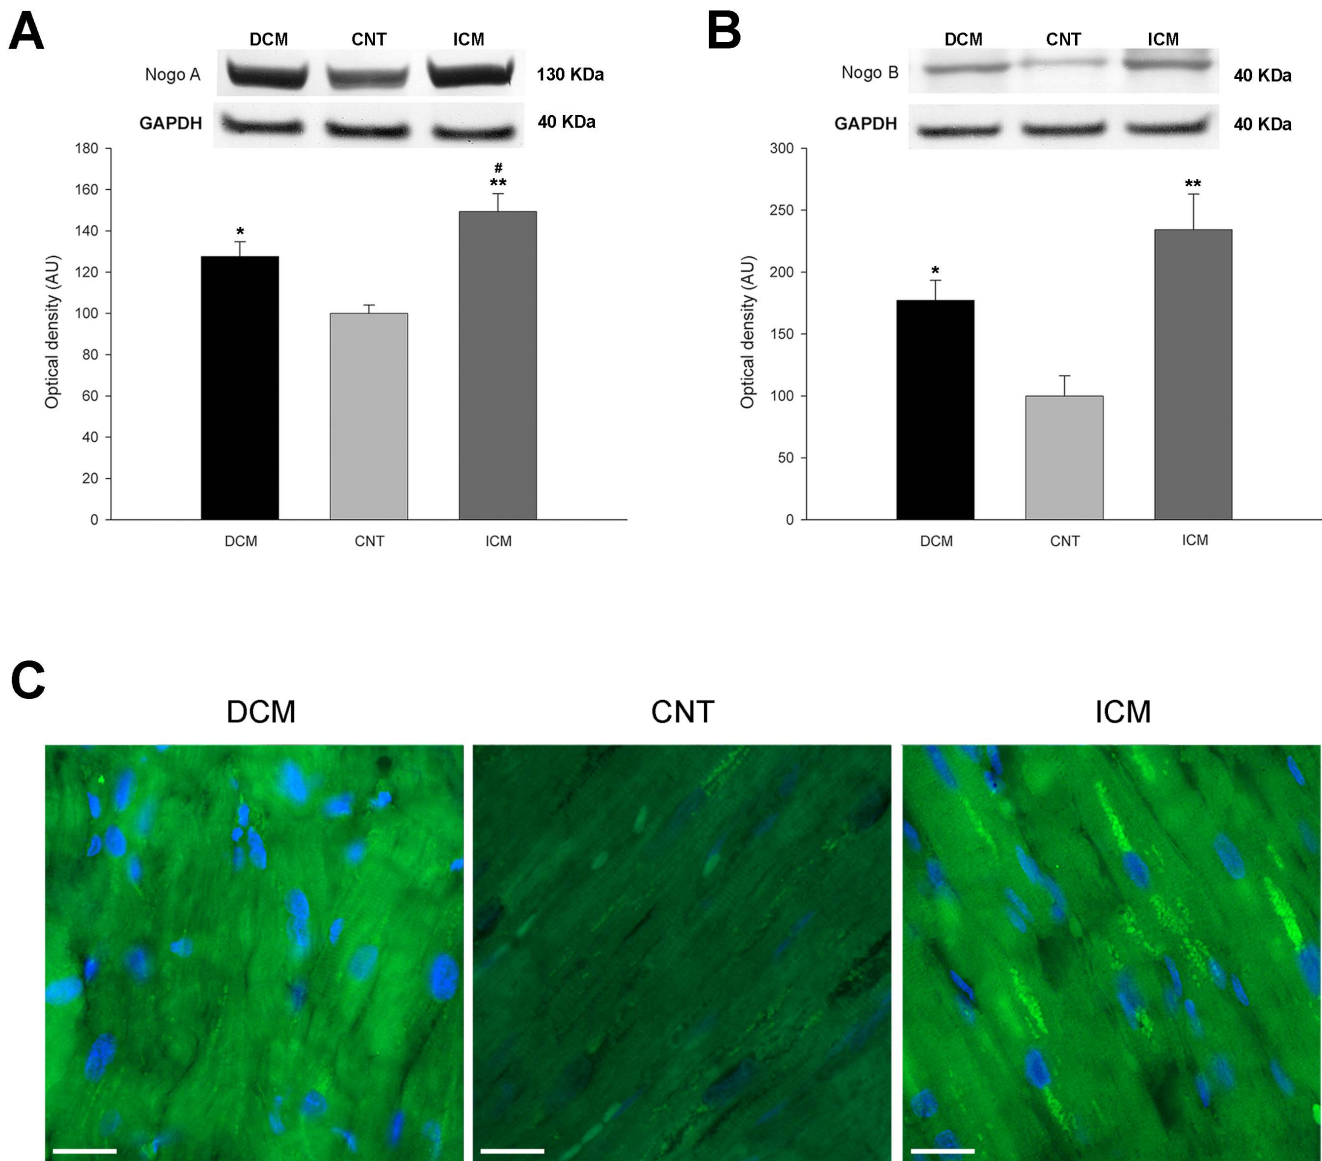 A
DCM CNT ICM
Nogo A 130 KDa
GAPDH 40 KDa
180
160
140
120
100
80
60
40
20
0
Optical density (AU)
*
#
**
DCM CNT ICM
B
DCM CNT ICM
Nogo B 40 KDa
GAPDH 40 KDa
300
250
200
150
100
50
0
Optical density (AU)
*
**
DCM CNT ICM
C
DCM CNT ICM